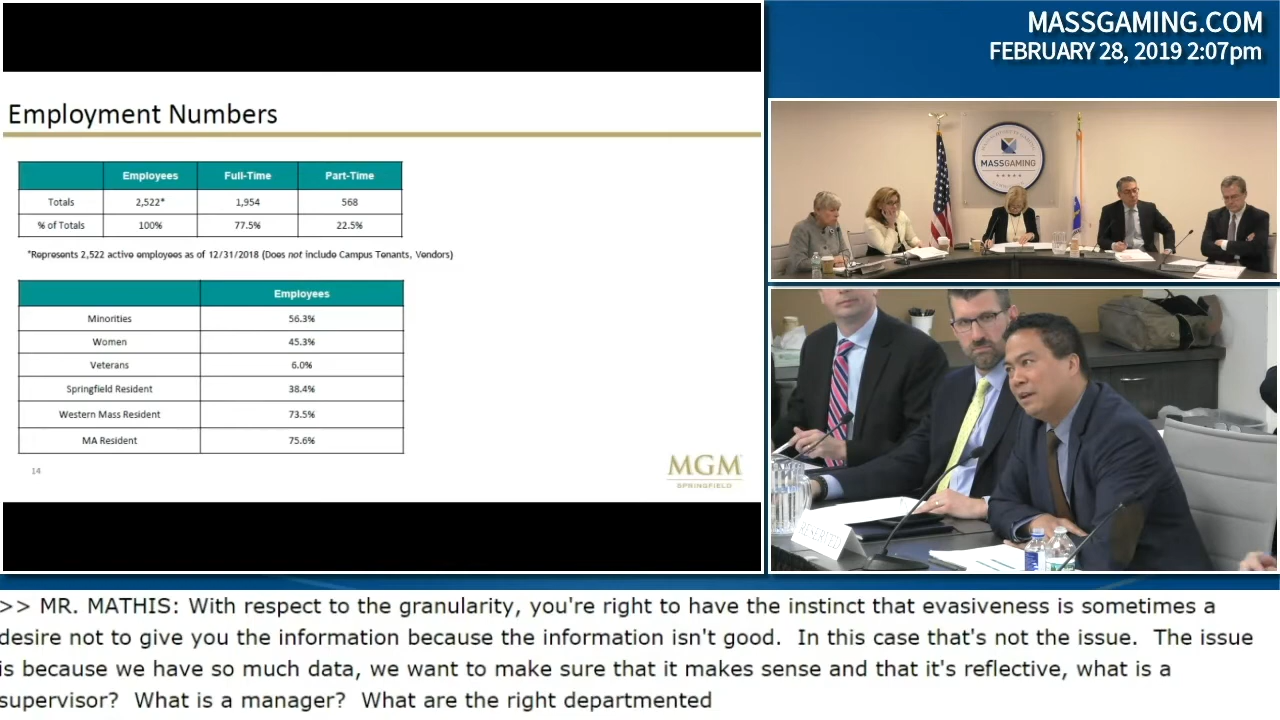 MASSGAMING.COM
FEBRUARY 28, 2019 2:07pm
Employment Numbers
Employees Full-Time Part-Time
Totals 2,522* 1,954 568
% of Totals 100% 77.5% 22.5%
*Represents 2,522 active employees as of 12/31/2018 (Does not include Campus Tenants, Vendors)
Employees
Minorities 56.3%
Women 45.3%
Veterans 6.0%
Springfield Resident 38.4%
Western Mass Resident 73.5%
MA Resident 75.6%
14
MGM
SPRINGFIELD
MASSGAMING
RESERVED
>> MR. MATHIS: With respect to the granularity, you're right to have the instinct that evasiveness is sometimes a
desire not to give you the information because the information isn't good.  In this case that's not the issue.  The issue
is because we have so much data, we want to make sure that it makes sense and that it's reflective, what is a
supervisor?  What is a manager?  What are the right departmented